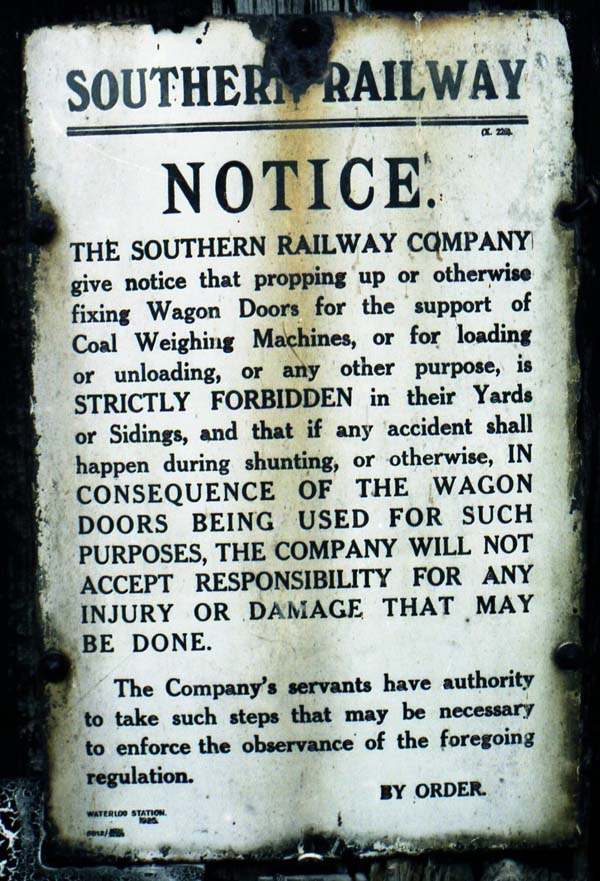 SOUTHERN RAILWAY
NOTICE.
THE SOUTHERN RAILWAY COMPANY
give notice that propping up or otherwise
fixing Wagon Doors for the support of
Coal Weighing Machines, or for loading
or unloading, or any other purpose, is
STRICTLY FORBIDDEN in their Yards
or Sidings, and that if any accident shall
happen during shunting, or otherwise, IN
CONSEQUENCE OF THE WAGON
DOORS BEING USED FOR SUCH
PURPOSES, THE COMPANY WILL NOT
ACCEPT RESPONSIBILITY FOR ANY
INJURY OR DAMAGE THAT MAY
BE DONE.
The Company's servants have authority
to take such steps that may be necessary
to enforce the observance of the foregoing
regulation.
BY ORDER.
WATERLOO STATION.
1925.